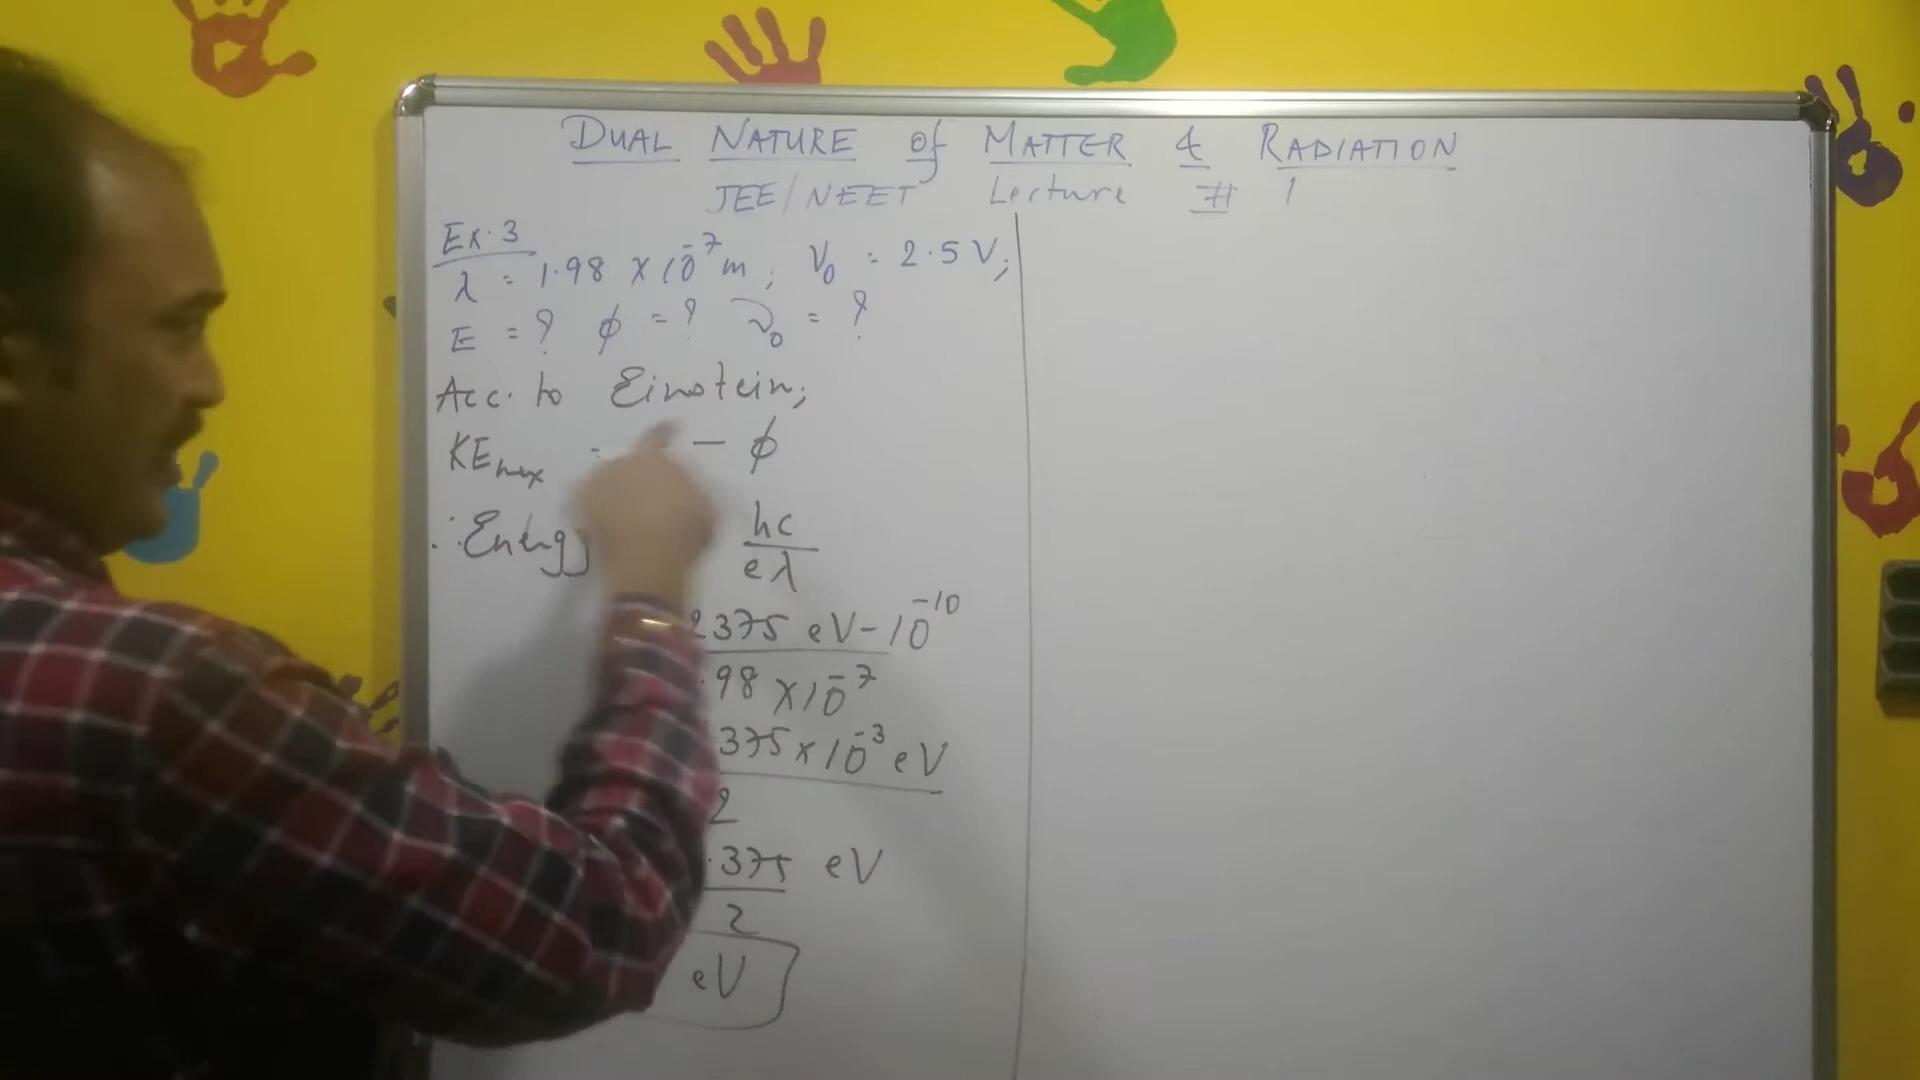 DUAL NATURE of MATTER & RADIATION
JEE/NEET Lecture # 1
Ex. 3
λ = 1.98 × 10⁻⁷ m ; V₀ = 2.5 V;
E = ? φ = ? ν₀ = ?
Acc. to Einstein;
KEmax - φ
∴ Energy hc
eλ
2375 eV - 10⁻¹⁰
.98 × 10⁻⁷
375 × 10⁻³ eV
2
.375 eV
2
eV